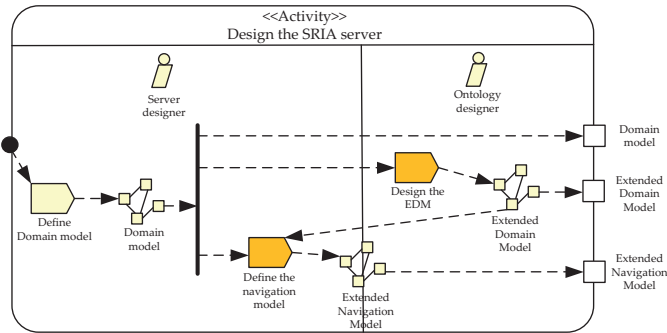 <<Activity>>
Design the SRIA server
Server
designer
Ontology
designer
Domain
model
Define
Domain model
Domain
model
Design the
EDM
Extended
Domain
Model
Extended
Domain
Model
Define the
navigation
model
Extended
Navigation
Model
Extended
Navigation
Model